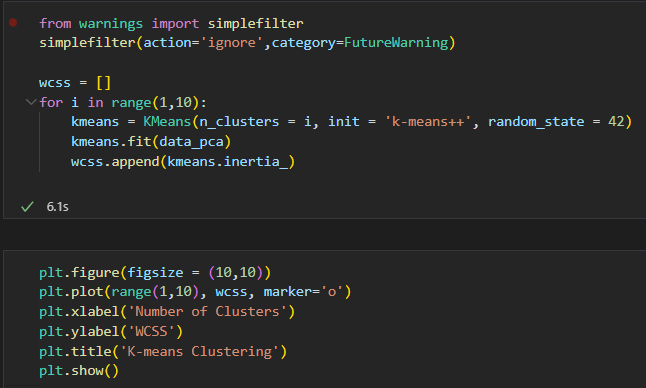 from warnings import simplefilter
simplefilter(action='ignore',category=FutureWarning)
wcss = []
for i in range(1,10):
    kmeans = KMeans(n_clusters = i, init = 'k-means++', random_state = 42)
    kmeans.fit(data_pca)
    wcss.append(kmeans.inertia_)
6.1s
plt.figure(figsize = (10,10))
plt.plot(range(1,10), wcss, marker='o')
plt.xlabel('Number of Clusters')
plt.ylabel('WCSS')
plt.title('K-means Clustering')
plt.show()